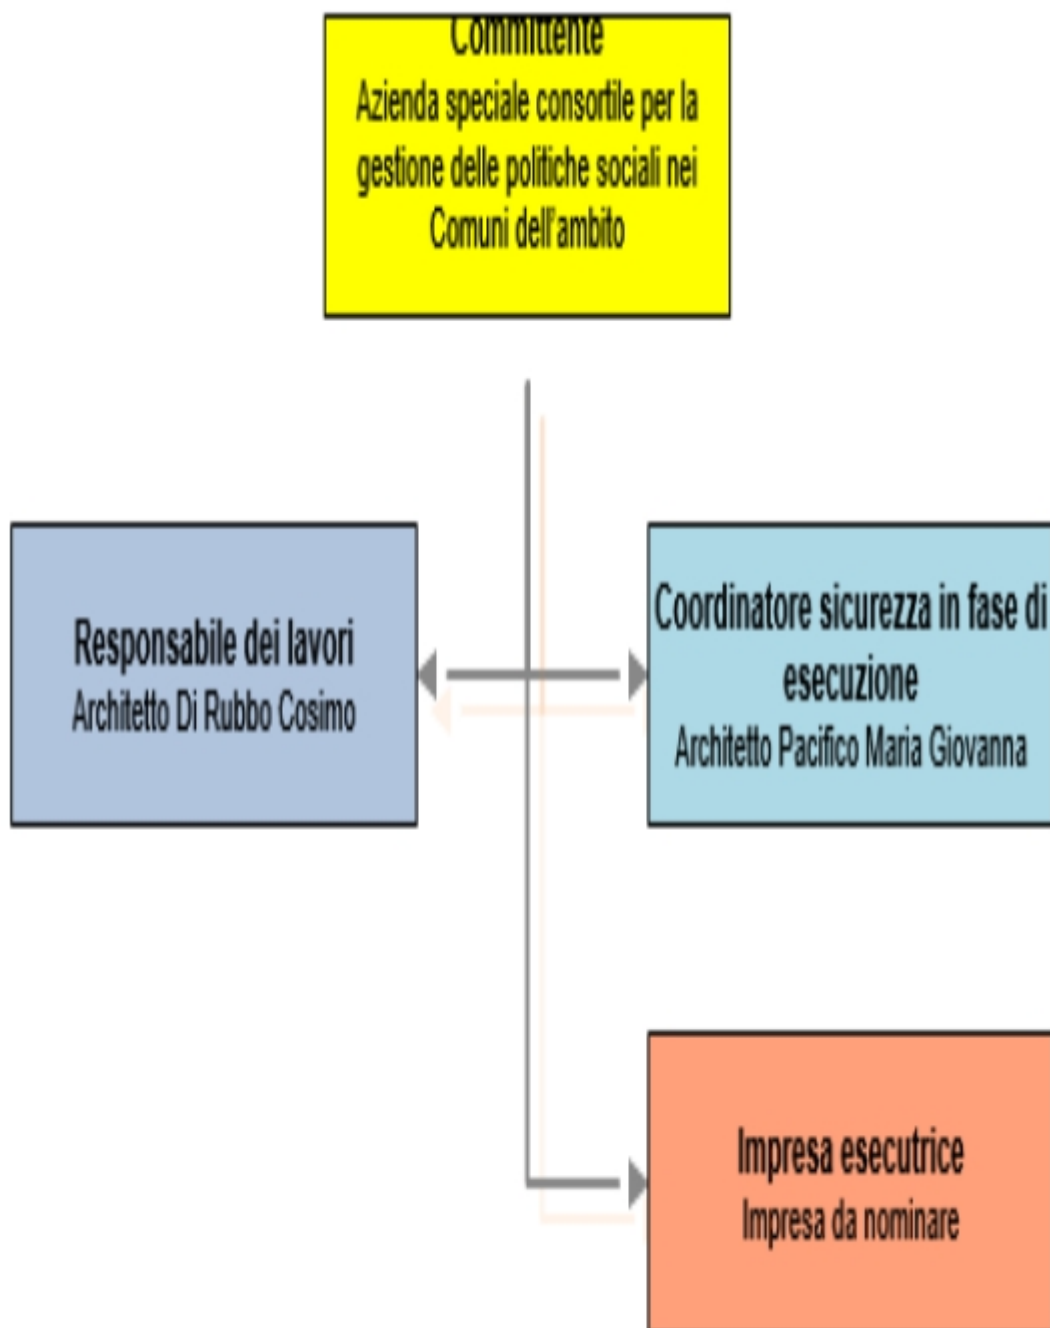 Committente
Azienda speciale consortile per la
gestione delle politiche sociali nei
Comuni dell'ambito
Responsabile dei lavori
Architetto Di Rubbo Cosimo
Coordinatore sicurezza in fase di
esecuzione
Architetto Pacifico Maria Giovanna
Impresa esecutrice
Impresa da nominare